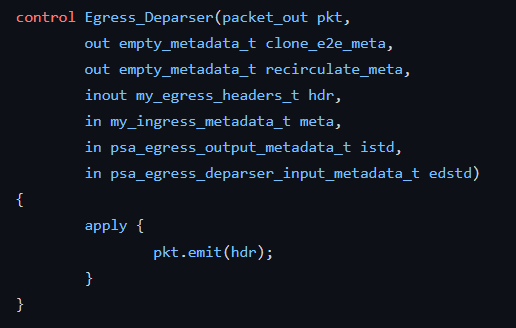 control Egress_Deparser(packet_out pkt,
        out empty_metadata_t clone_e2e_meta,
        out empty_metadata_t recirculate_meta,
        inout my_egress_headers_t hdr,
        in my_ingress_metadata_t meta,
        in psa_egress_output_metadata_t istd,
        in psa_egress_deparser_input_metadata_t edstd)
{
        apply {
                pkt.emit(hdr);
        }
}